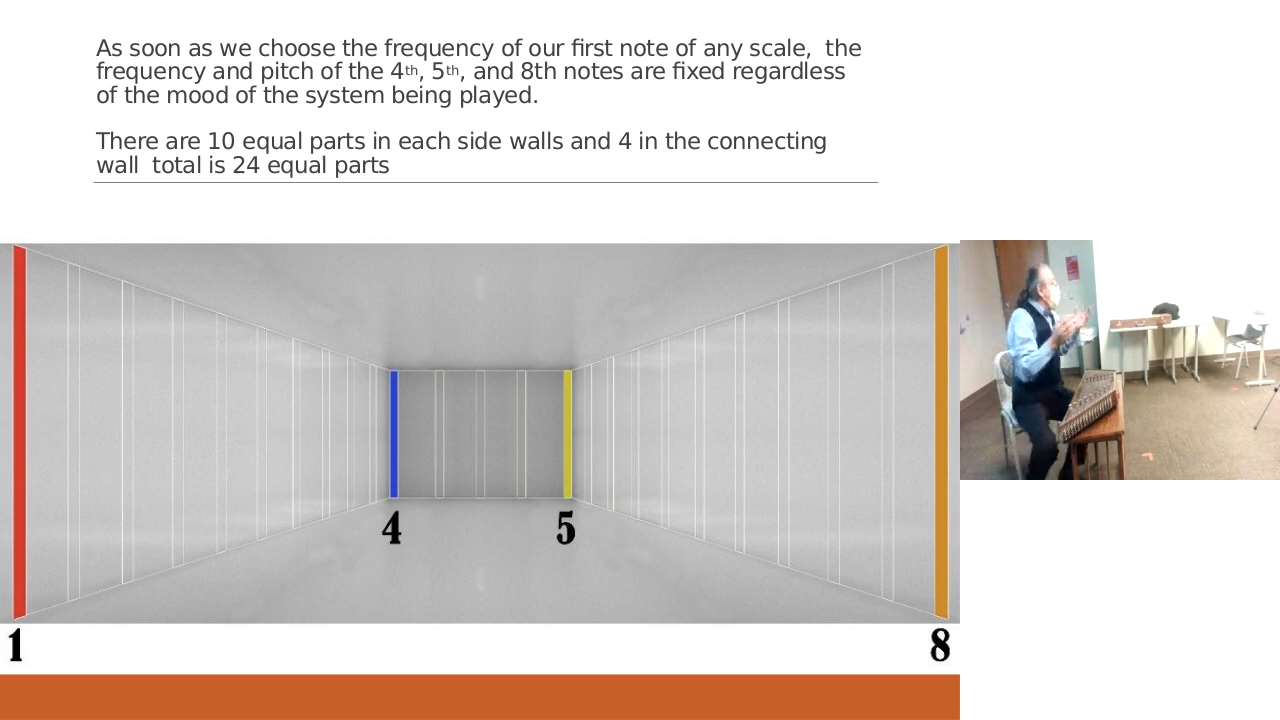 As soon as we choose the frequency of our first note of any scale,  the
frequency and pitch of the 4th, 5th, and 8th notes are fixed regardless
of the mood of the system being played.
There are 10 equal parts in each side walls and 4 in the connecting
wall  total is 24 equal parts
4
5
1
8